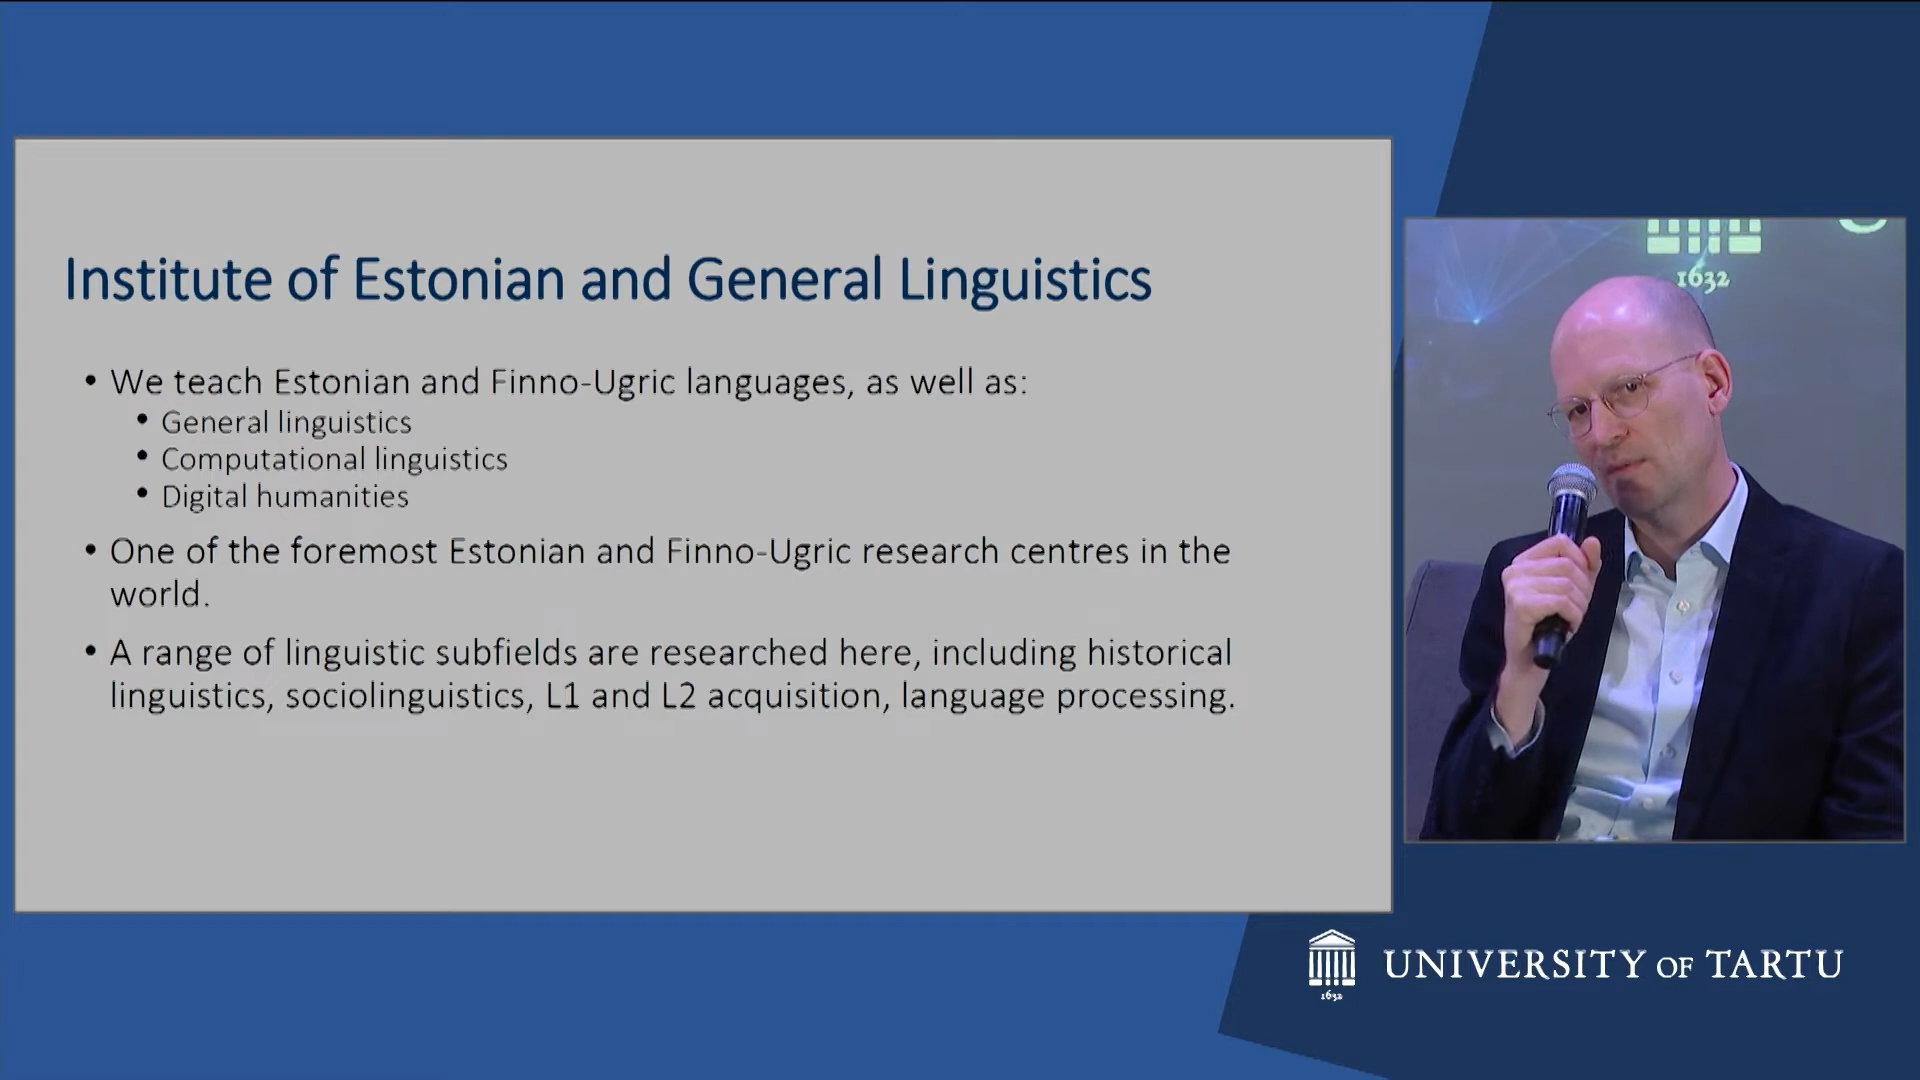 Institute of Estonian and General Linguistics
• We teach Estonian and Finno-Ugric languages, as well as:
• General linguistics
• Computational linguistics
• Digital humanities
• One of the foremost Estonian and Finno-Ugric research centres in the
world.
• A range of linguistic subfields are researched here, including historical
linguistics, sociolinguistics, L1 and L2 acquisition, language processing.
1632
UNIVERSITY OF TARTU
1632